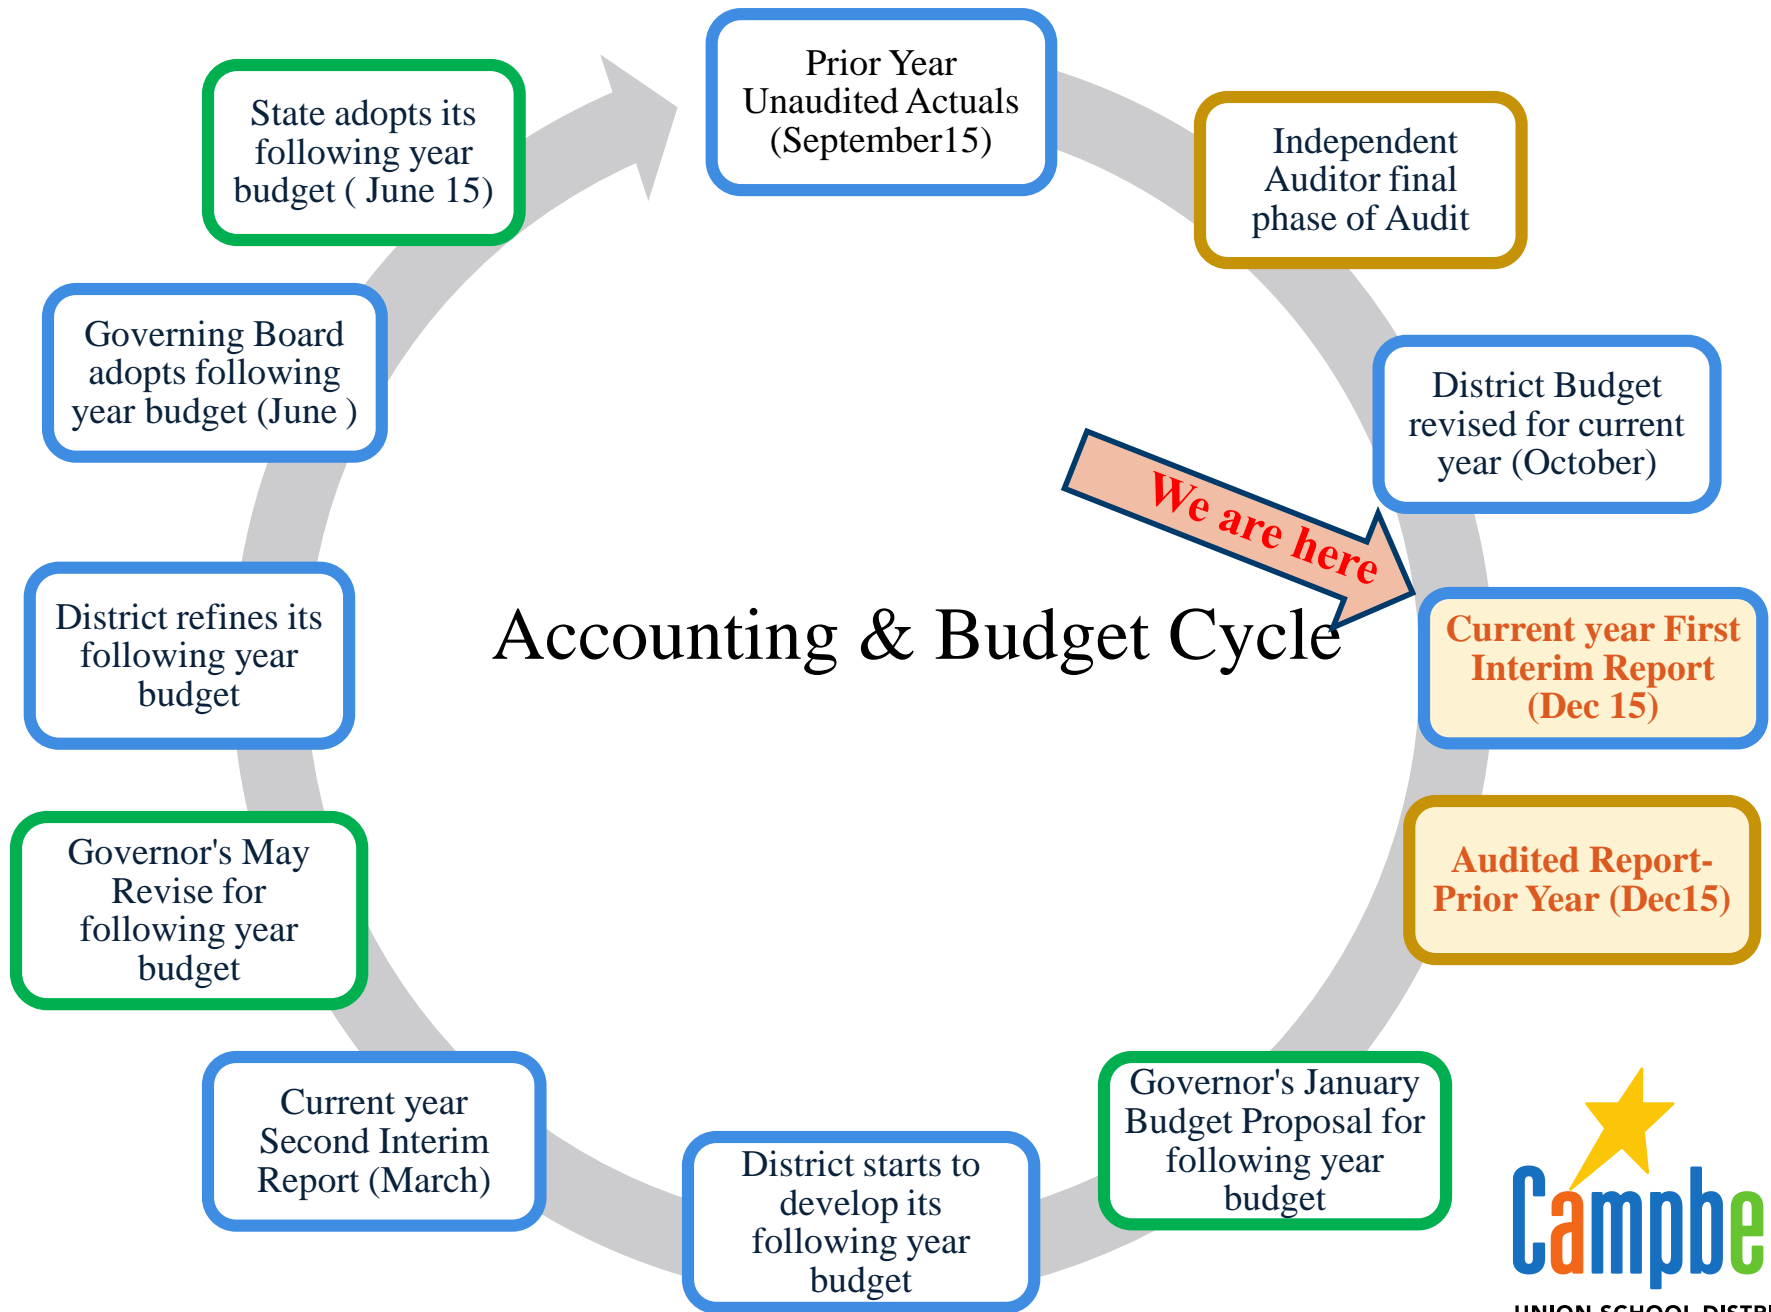 Prior Year
Unaudited Actuals
(September15)
Independent
Auditor final
phase of Audit
District Budget
revised for current
year (October)
We are here
Current year First
Interim Report
(Dec 15)
Audited Report-
Prior Year (Dec15)
Governor's January
Budget Proposal for
following year
budget
District starts to
develop its
following year
budget
Current year
Second Interim
Report (March)
Governor's May
Revise for
following year
budget
District refines its
following year
budget
Governing Board
adopts following
year budget (June )
State adopts its
following year
budget ( June 15)
Accounting & Budget Cycle
Campbe
UNION SCHOOL DISTRI